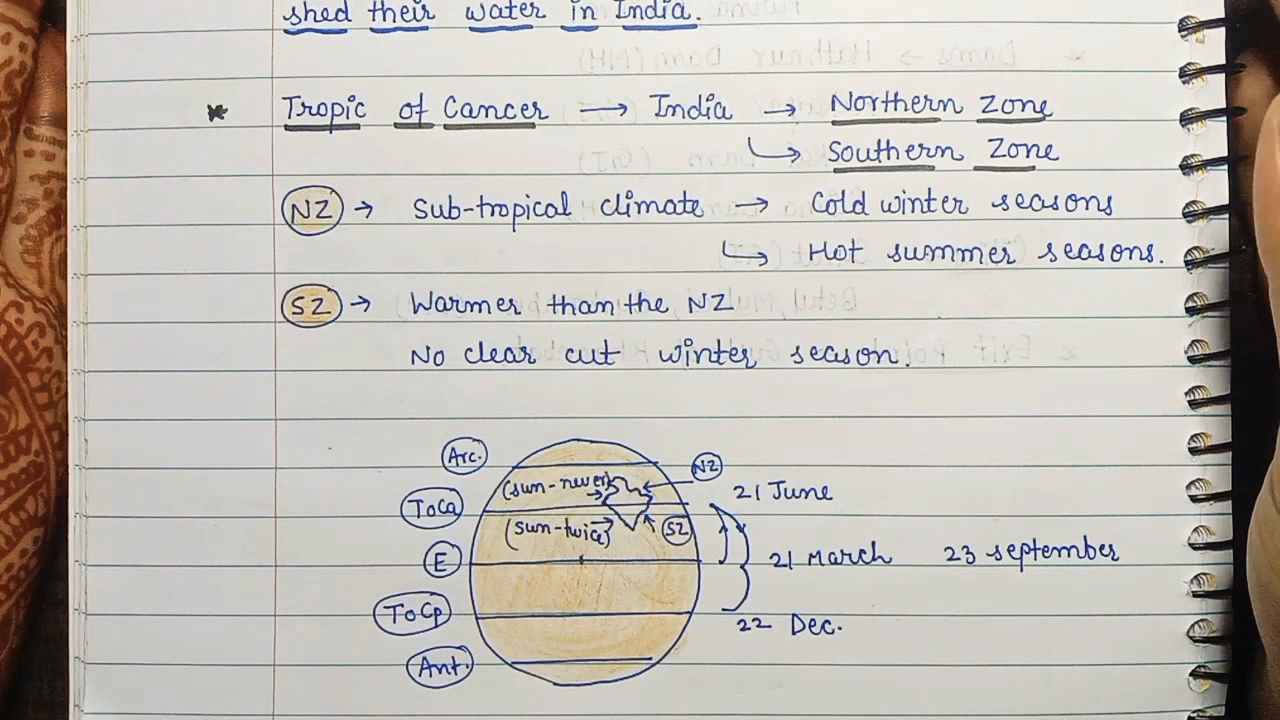 shed their water in India.
* Tropic of Cancer → India → Northern Zone
↳ Southern Zone
NZ → Sub-tropical climate → Cold winter seasons
↳ Hot summer seasons.
SZ → Warmer than the NZ
No clear cut winter season.
Arc.
NZ
(sun-never)
21 June
ToCa
(sun-twice)
SZ
E
21 March 23 september
ToCp
22 Dec.
Ant.